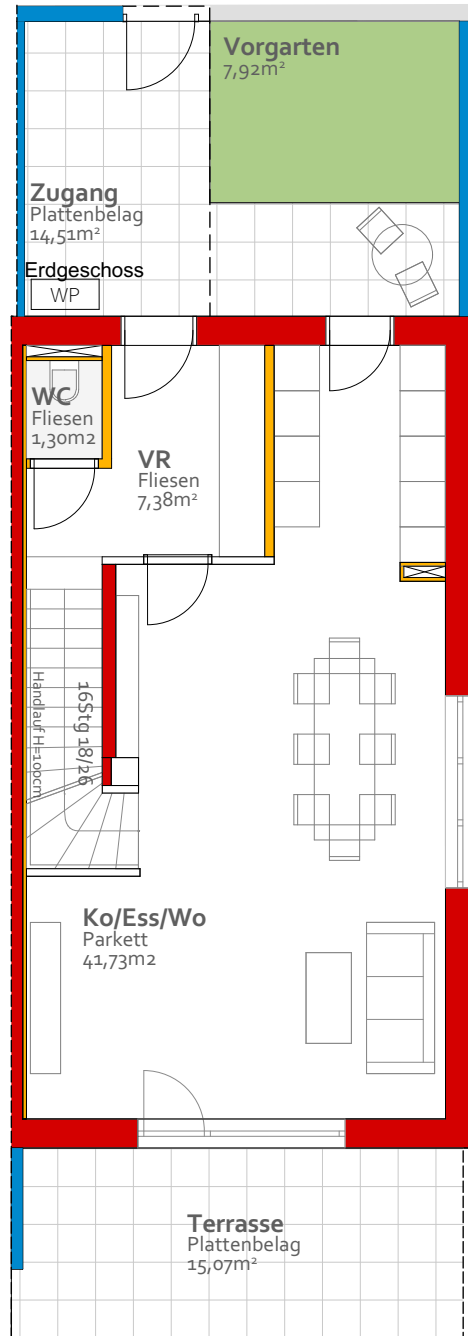 Vorgarten
7,92m²
Zugang
Plattenbelag
14,51m²
Erdgeschoss
WP
WC
Fliesen
1,30m2
VR
Fliesen
7,38m²
16Stg 18/26
Handlauf H=100cm
Ko/Ess/Wo
Parkett
41,73m2
Terrasse
Plattenbelag
15,07m²